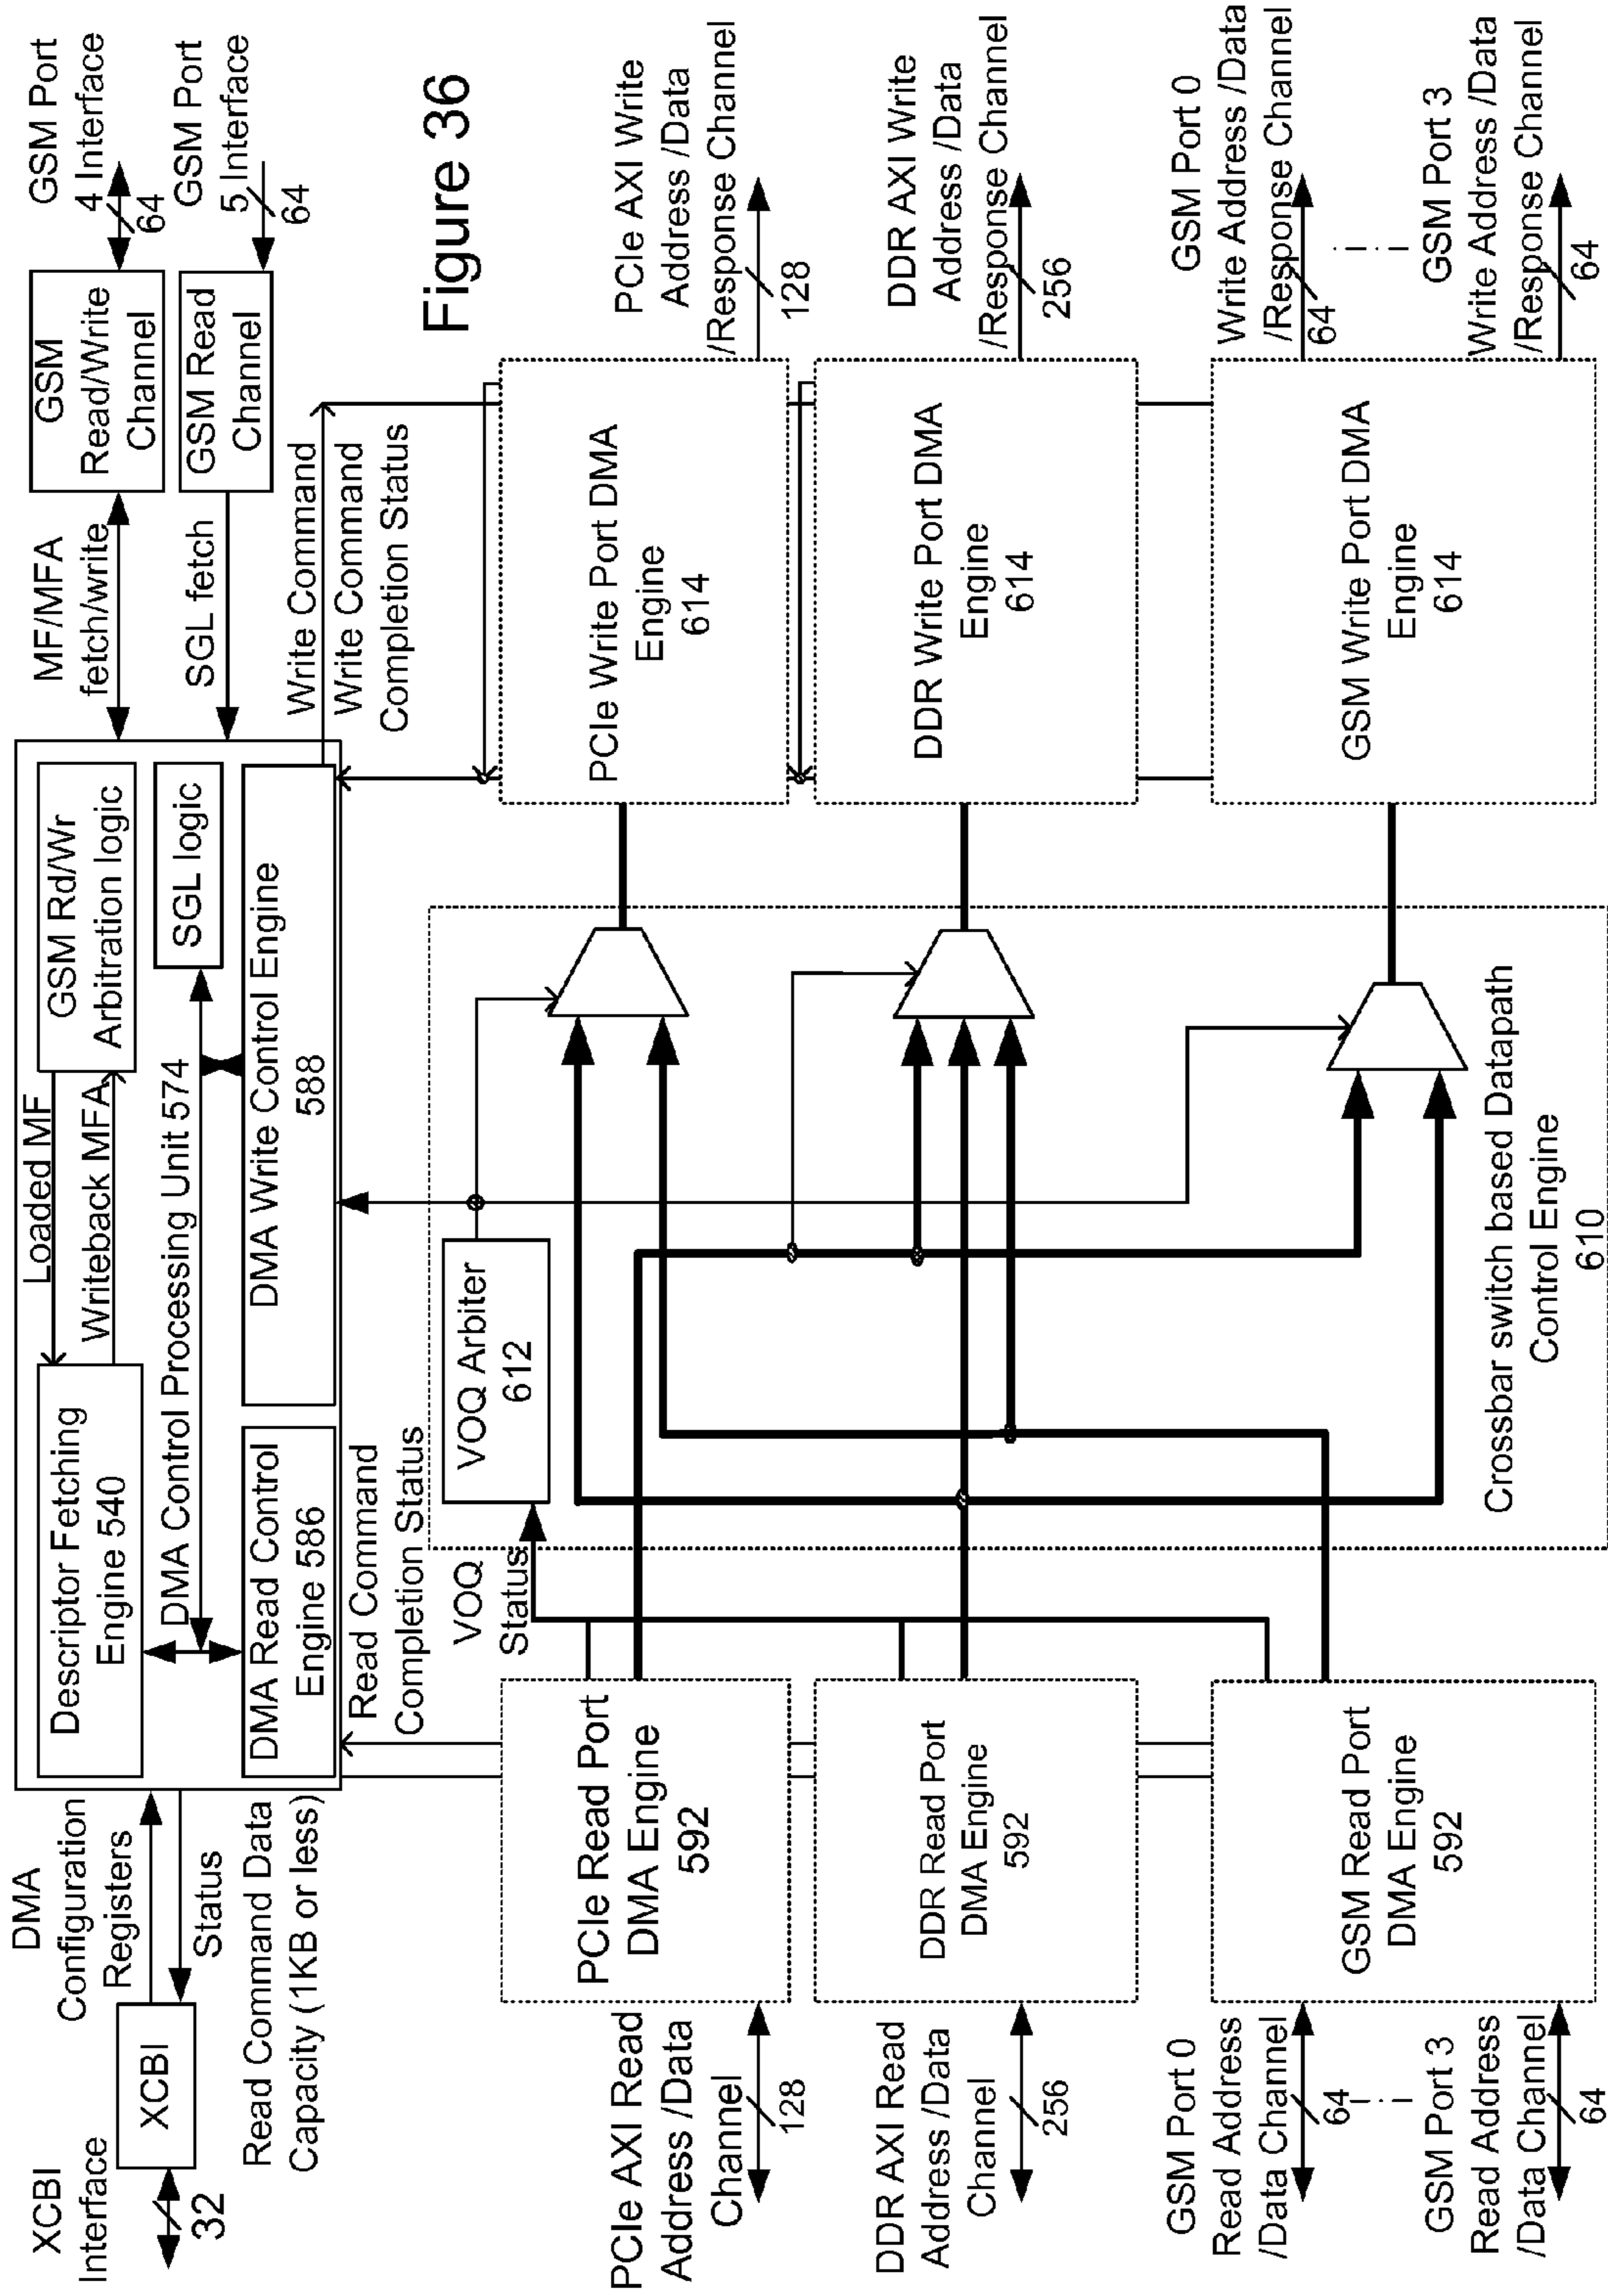 XCBI
Interface
32
XCBI
DMA
Configuration
Registers
Status
Read Command Data
Capacity (1KB or less)
Descriptor Fetching
Engine 540
Loaded MF
Writeback MFA
GSM Rd/Wr
Arbitration logic
DMA Control Processing Unit 574
SGL logic
DMA Read Control
Engine 586
DMA Write Control Engine
588
MF/MFA
fetch/write
SGL fetch
GSM
Read/Write
Channel
GSM Read
Channel
GSM Port
4 Interface
64
GSM Port
5 Interface
64
Write Command
Write Command
Completion Status
Figure 36
Read Command
Completion Status
VOQ
Status
VOQ Arbiter
612
PCIe AXI Read
Address /Data
Channel
128
PCIe Read Port
DMA Engine
592
PCIe Write Port DMA
Engine
614
PCIe AXI Write
Address /Data
/Response Channel
128
DDR AXI Read
Address /Data
Channel
256
DDR Read Port
DMA Engine
592
DDR Write Port DMA
Engine
614
DDR AXI Write
Address /Data
/Response Channel
256
GSM Port 0
Read Address
/Data Channel
64
GSM Port 3
Read Address
/Data Channel
64
GSM Read Port
DMA Engine
592
Crossbar switch based Datapath
Control Engine
610
GSM Write Port DMA
Engine
614
GSM Port 0
Write Address /Data
/Response Channel
64
GSM Port 3
Write Address /Data
/Response Channel
64